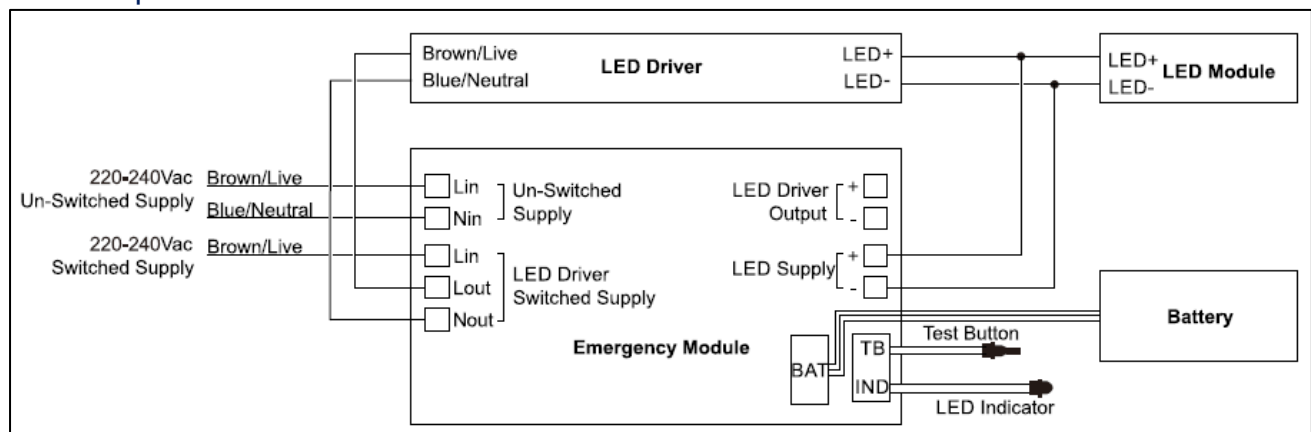 Brown/Live
Blue/Neutral
LED Driver
LED+
LED-
LED+
LED-
LED Module
220-240Vac
Un-Switched Supply
Brown/Live
Blue/Neutral
220-240Vac
Switched Supply
Brown/Live
Lin
Nin
Un-Switched
Supply
Lin
Lout
Nout
LED Driver
Switched Supply
LED Driver
Output
+
-
LED Supply
+
-
Emergency Module
BAT
TB
IND
Test Button
LED Indicator
Battery